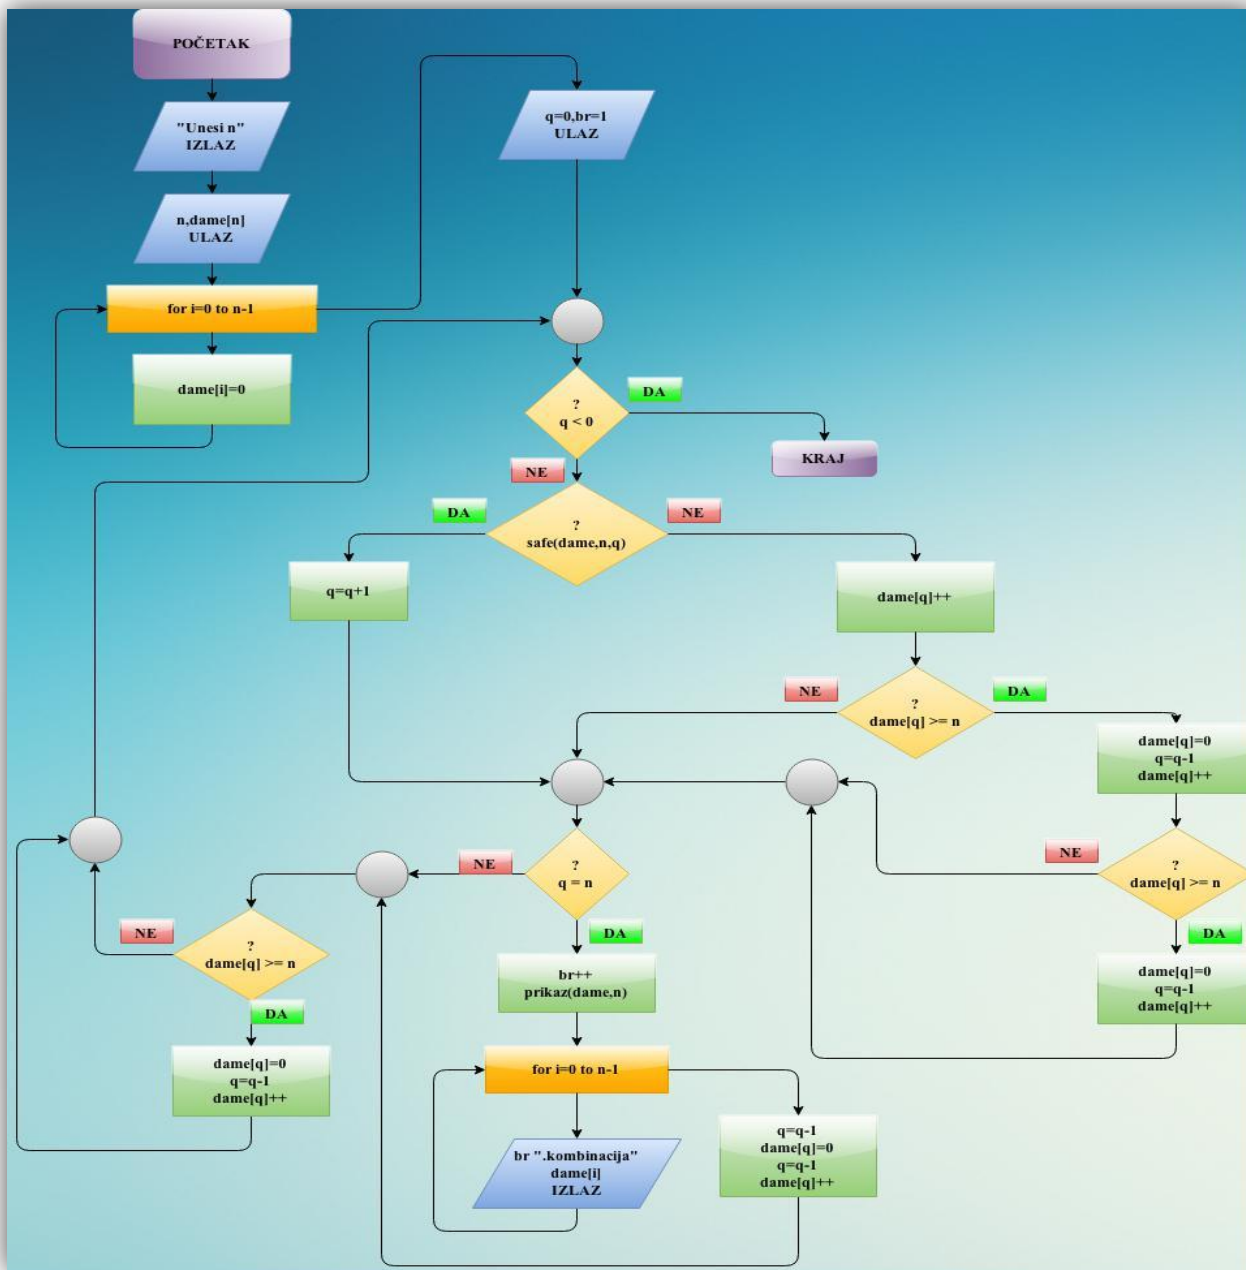 POČETAK
"Unesi n"
IZLAZ
n,dame[n]
ULAZ
for i=0 to n-1
dame[i]=0
q=0,br=1
ULAZ
?
q < 0
DA
KRAJ
NE
?
safe(dame,n,q)
DA
NE
q=q+1
dame[q]++
?
dame[q] >= n
NE
DA
dame[q]=0
q=q-1
dame[q]++
?
dame[q] >= n
NE
DA
dame[q]=0
q=q-1
dame[q]++
?
q = n
NE
DA
?
dame[q] >= n
NE
DA
dame[q]=0
q=q-1
dame[q]++
br++
prikaz(dame,n)
for i=0 to n-1
br ".kombinacija"
dame[i]
IZLAZ
q=q-1
dame[q]=0
q=q-1
dame[q]++